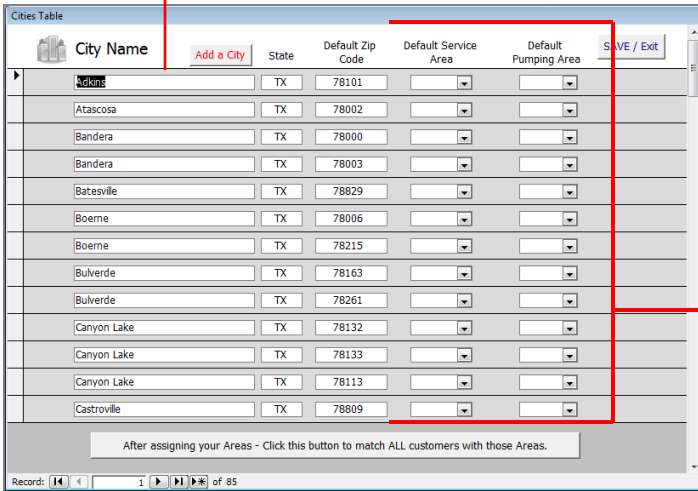 Cities Table
City Name
Add a City
State
Default Zip
Code
Default Service
Area
Default
Pumping Area
SAVE / Exit
Adkins TX 78101
Atascosa TX 78002
Bandera TX 78000
Bandera TX 78003
Batesville TX 78829
Boerne TX 78006
Boerne TX 78215
Bulverde TX 78163
Bulverde TX 78261
Canyon Lake TX 78132
Canyon Lake TX 78133
Canyon Lake TX 78113
Castroville TX 78809
After assigning your Areas - Click this button to match ALL customers with those Areas.
Record: 1 of 85